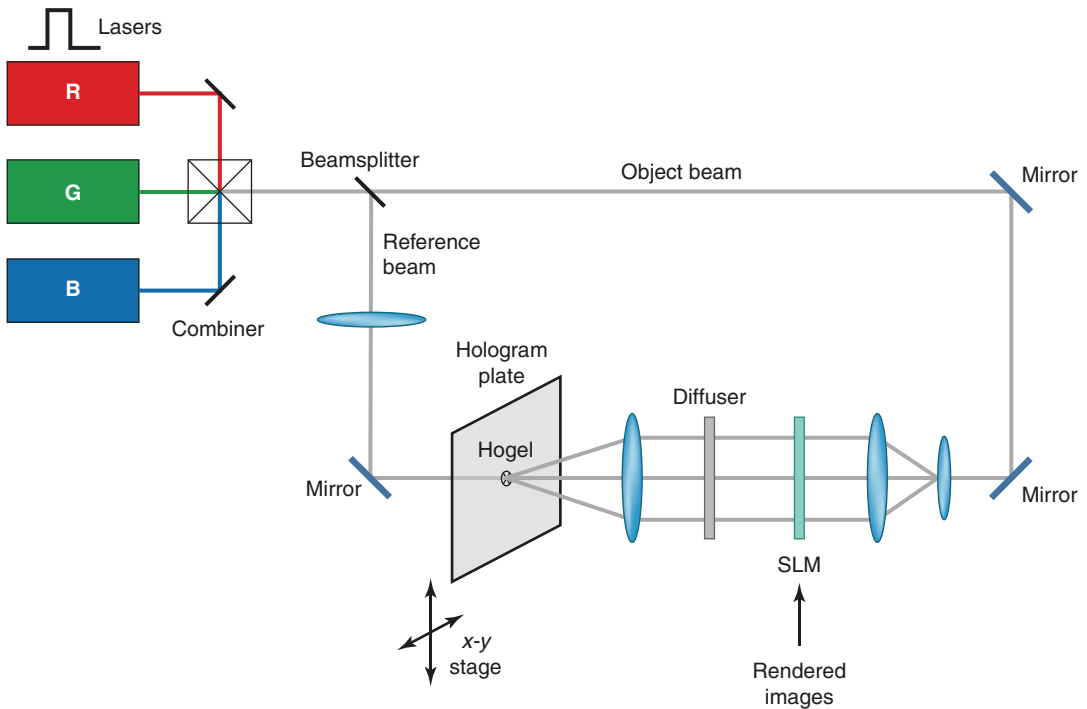 Lasers
R
G
B
Combiner
Beamsplitter
Object beam
Mirror
Reference
beam
Hologram
plate
Hogel
Diffuser
Mirror
Mirror
SLM
x-y
stage
Rendered
images